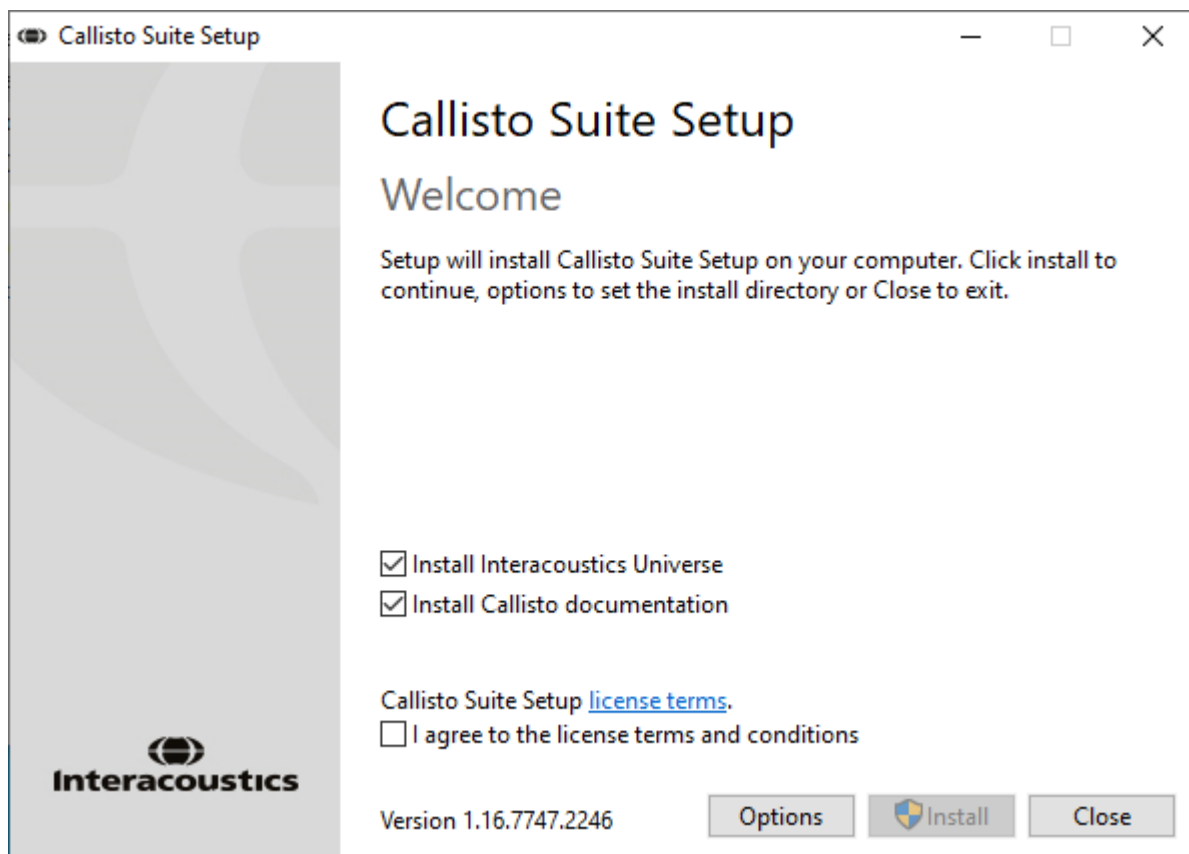 Callisto Suite Setup
Callisto Suite Setup
Welcome
Setup will install Callisto Suite Setup on your computer. Click install to
continue, options to set the install directory or Close to exit.
Install Interacoustics Universe
Install Callisto documentation
Callisto Suite Setup license terms.
I agree to the license terms and conditions
Interacoustics
Version 1.16.7747.2246
Options
Install
Close